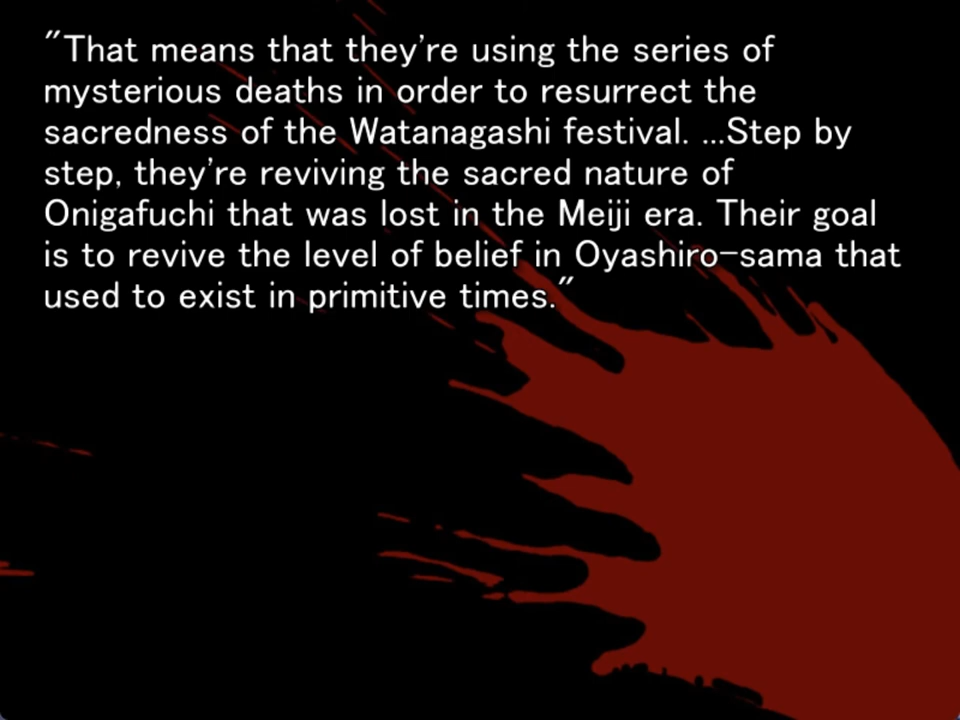 "That means that they're using the series of
mysterious deaths in order to resurrect the
sacredness of the Watanagashi festival. ...Step by
step, they're reviving the sacred nature of
Onigafuchi that was lost in the Meiji era. Their goal
is to revive the level of belief in Oyashiro-sama that
used to exist in primitive times."